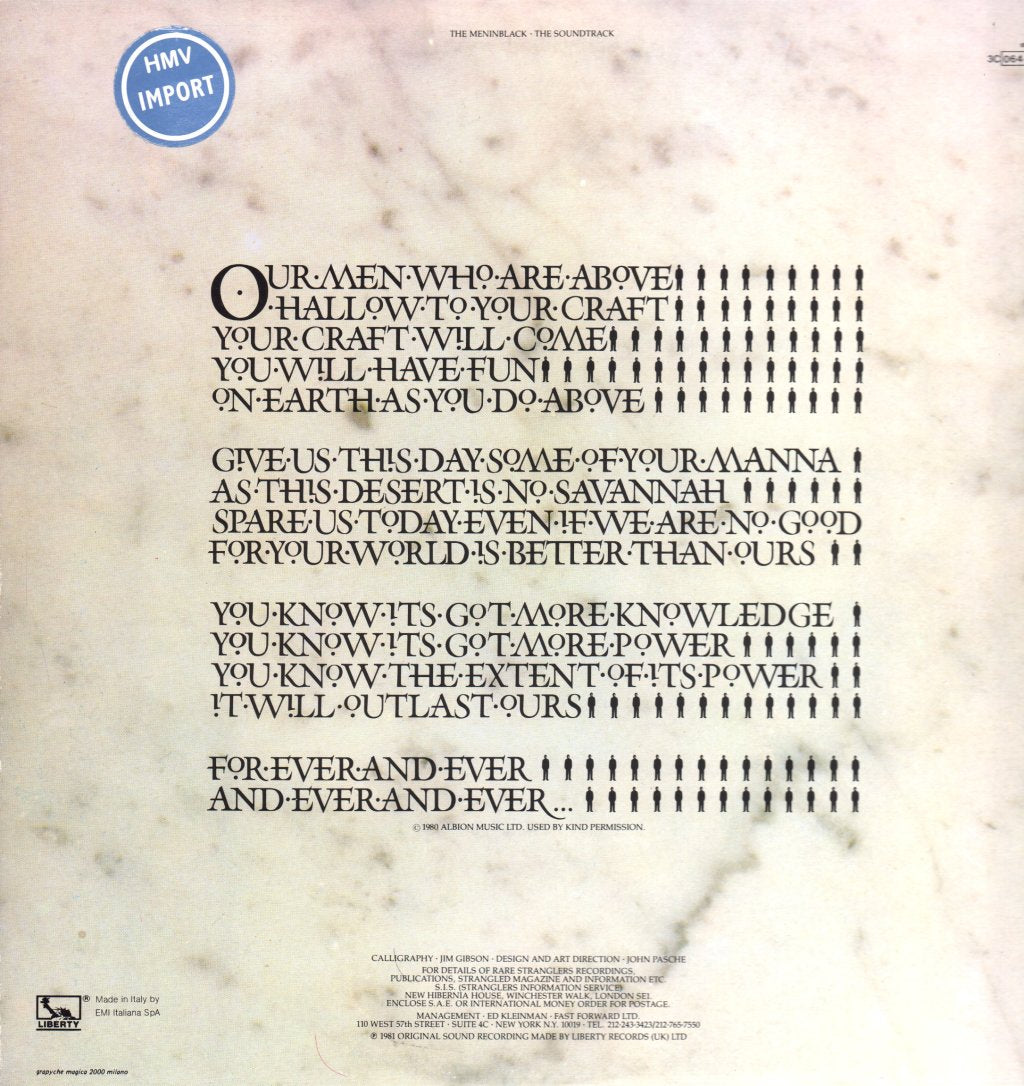 THE MENINBLACK · THE SOUNDTRACK
3C 064
HMV
IMPORT
OUR·MEN·WHO·ARE·ABOVE
·HALLOW·TO·YOUR·CRAFT
YOUR·CRAFT·WILL·COME
YOU·WILL·HAVE·FUN
ON·EARTH·AS·YOU·DO·ABOVE
GIVE·US·THIS·DAY·SOME·OF·YOUR·MANNA
AS·THIS·DESERT·IS·NO·SAVANNAH
SPARE·US·TODAY·EVEN·IF·WE·ARE·NO·GOOD
FOR·YOUR·WORLD·IS·BETTER·THAN·OURS
YOU·KNOW·ITS·GOT·MORE·KNOWLEDGE
YOU·KNOW·ITS·GOT·MORE·POWER
YOU·KNOW·THE·EXTENT·OF·ITS·POWER
IT·WILL·OUTLAST·OURS
FOR·EVER·AND·EVER
AND·EVER·AND·EVER...
© 1980 ALBION MUSIC LTD. USED BY KIND PERMISSION.
CALLIGRAPHY · JIM GIBSON · DESIGN AND ART DIRECTION · JOHN PASCHE
FOR DETAILS OF RARE STRANGLERS RECORDINGS,
PUBLICATIONS, STRANGLED MAGAZINE AND INFORMATION ETC.
S.I.S. (STRANGLERS INFORMATION SERVICE)
NEW HIBERNIA HOUSE, WINCHESTER WALK, LONDON SE1.
ENCLOSE S.A.E. OR INTERNATIONAL MONEY ORDER FOR POSTAGE.
MANAGEMENT · ED KLEINMAN · FAST FORWARD LTD.
110 WEST 57th STREET · SUITE 4C · NEW YORK N.Y. 10019 · TEL. 212-243-3423/212-765-7550
℗ 1981 ORIGINAL SOUND RECORDING MADE BY LIBERTY RECORDS (UK) LTD
LIBERTY ®
Made in Italy by
EMI Italiana SpA
grapyche magica 2000 milano